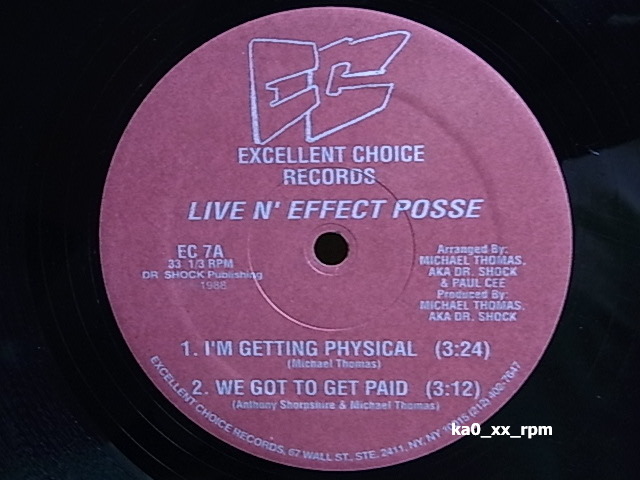 EC
EXCELLENT CHOICE
RECORDS
LIVE N' EFFECT POSSE
EC 7A
33 1/3 RPM
DR SHOCK Publishing
1988
Arranged By:
MICHAEL THOMAS,
AKA DR. SHOCK
& PAUL CEE
Produced By:
MICHAEL THOMAS,
AKA DR. SHOCK
1. I'M GETTING PHYSICAL (3:24)
(Michael Thomas)
2. WE GOT TO GET PAID (3:12)
(Anthony Shorpshire & Michael Thomas)
EXCELLENT CHOICE RECORDS, 67 WALL ST., STE. 2411, NY, NY (212) 402-7647
ka0_xx_rpm